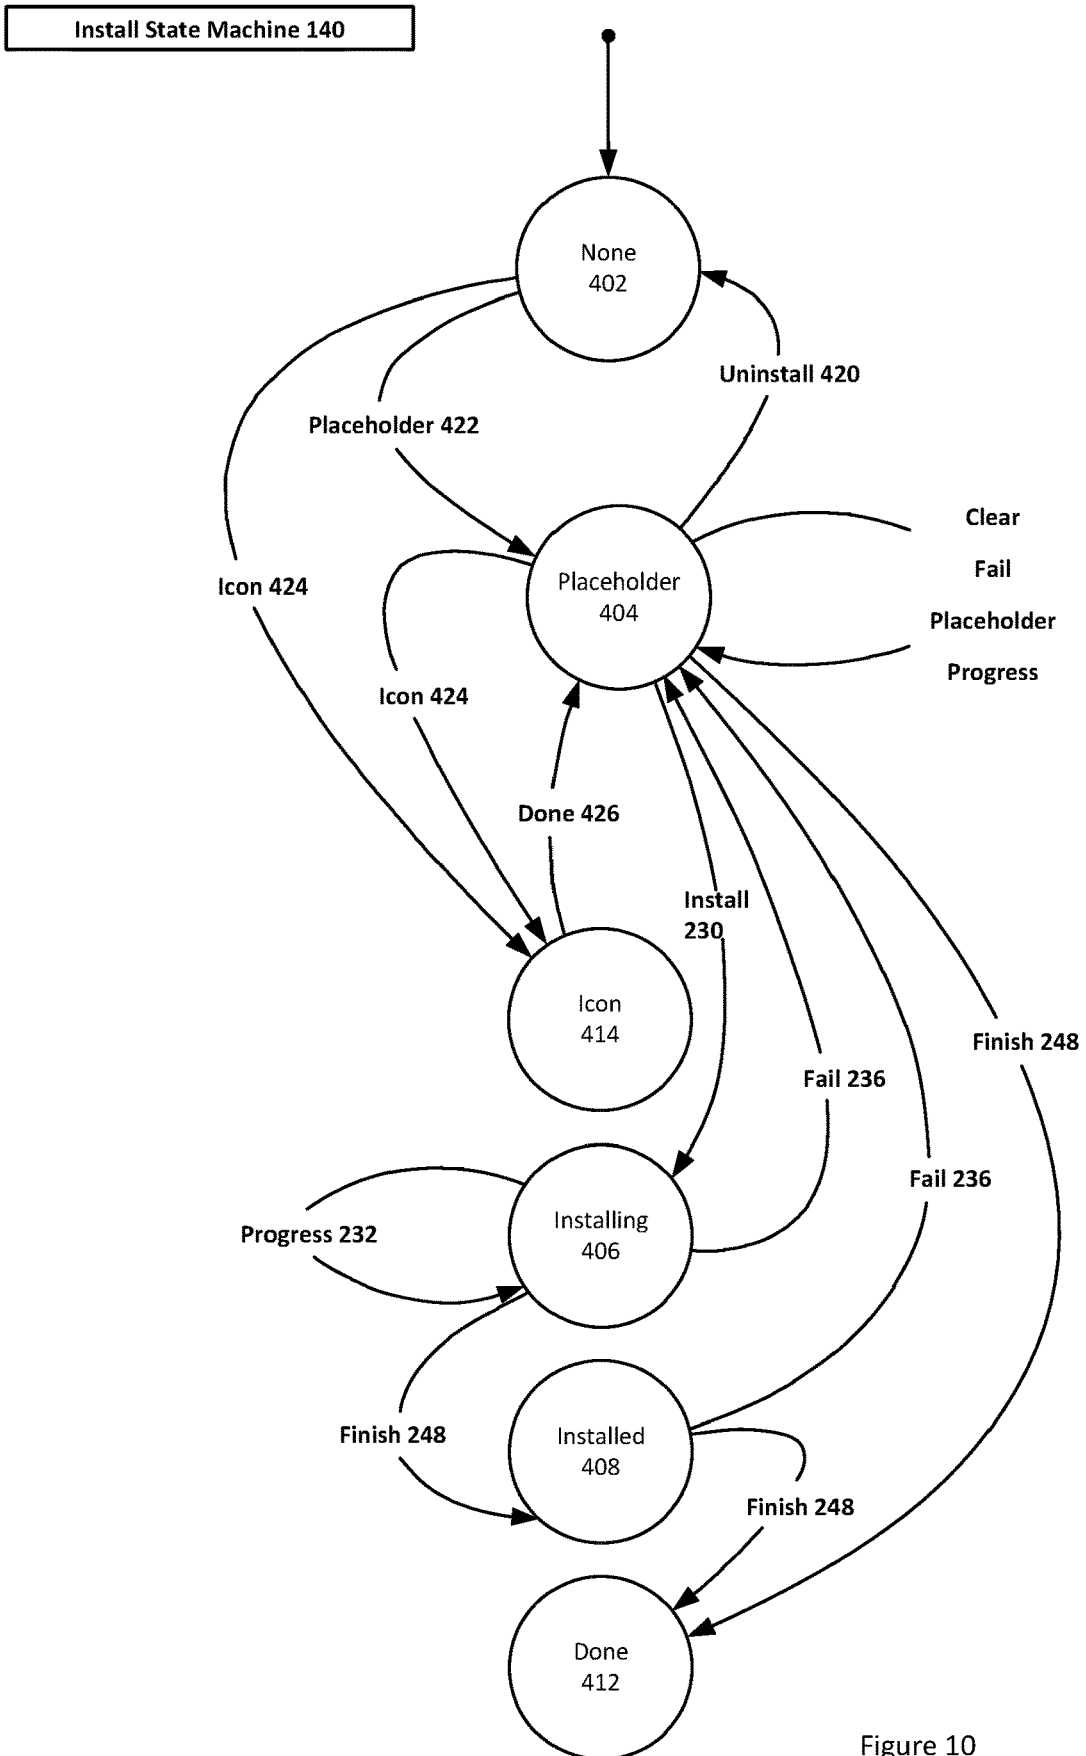 Install State Machine 140
None
402
Uninstall 420
Placeholder 422
Clear
Icon 424
Placeholder
404
Fail
Placeholder
Progress
Icon 424
Done 426
Install
230
Icon
414
Finish 248
Fail 236
Fail 236
Installing
406
Progress 232
Finish 248
Installed
408
Finish 248
Done
412
Figure 10